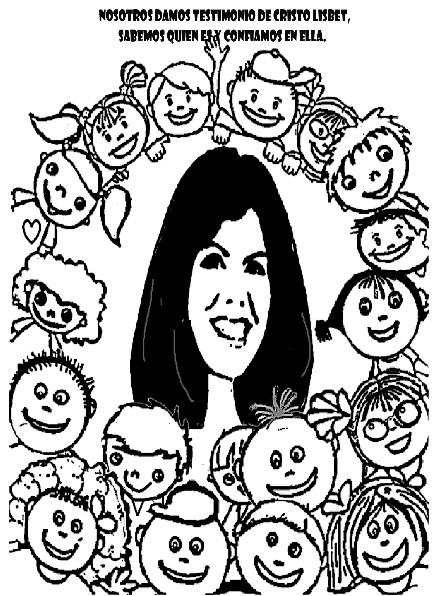 NOSOTROS DAMOS TESTIMONIO DE CRISTO LISBET,
SABEMOS QUIEN ES Y CONFIAMOS EN ELLA.